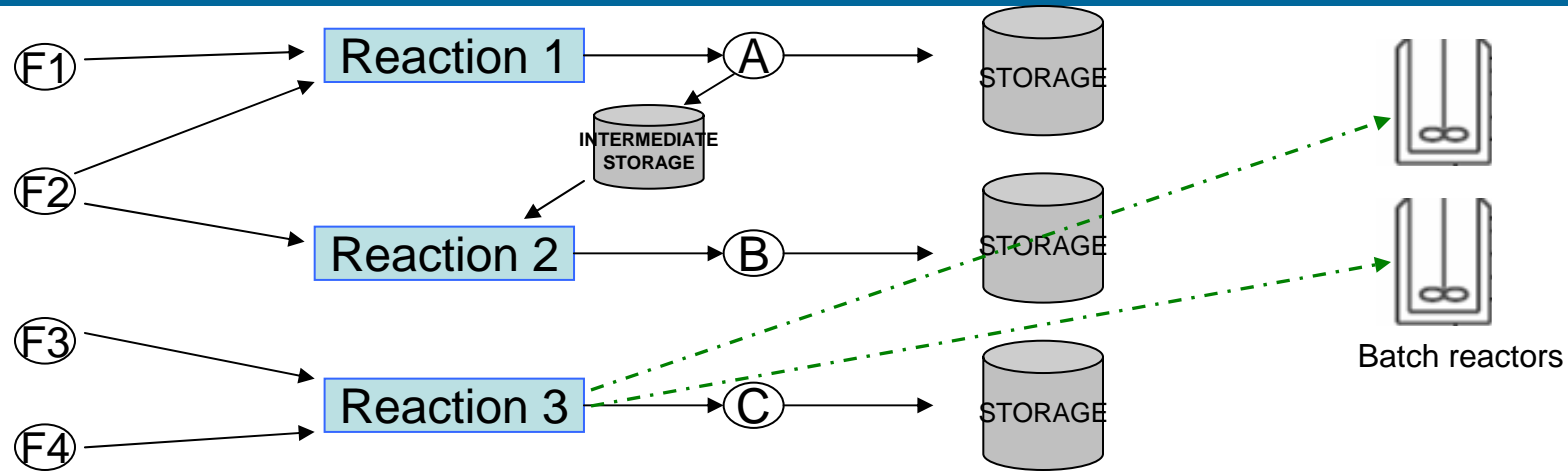 F1
Reaction 1
A
STORAGE
INTERMEDIATE
STORAGE
F2
Reaction 2
B
STORAGE
F3
Batch reactors
Reaction 3
C
STORAGE
F4